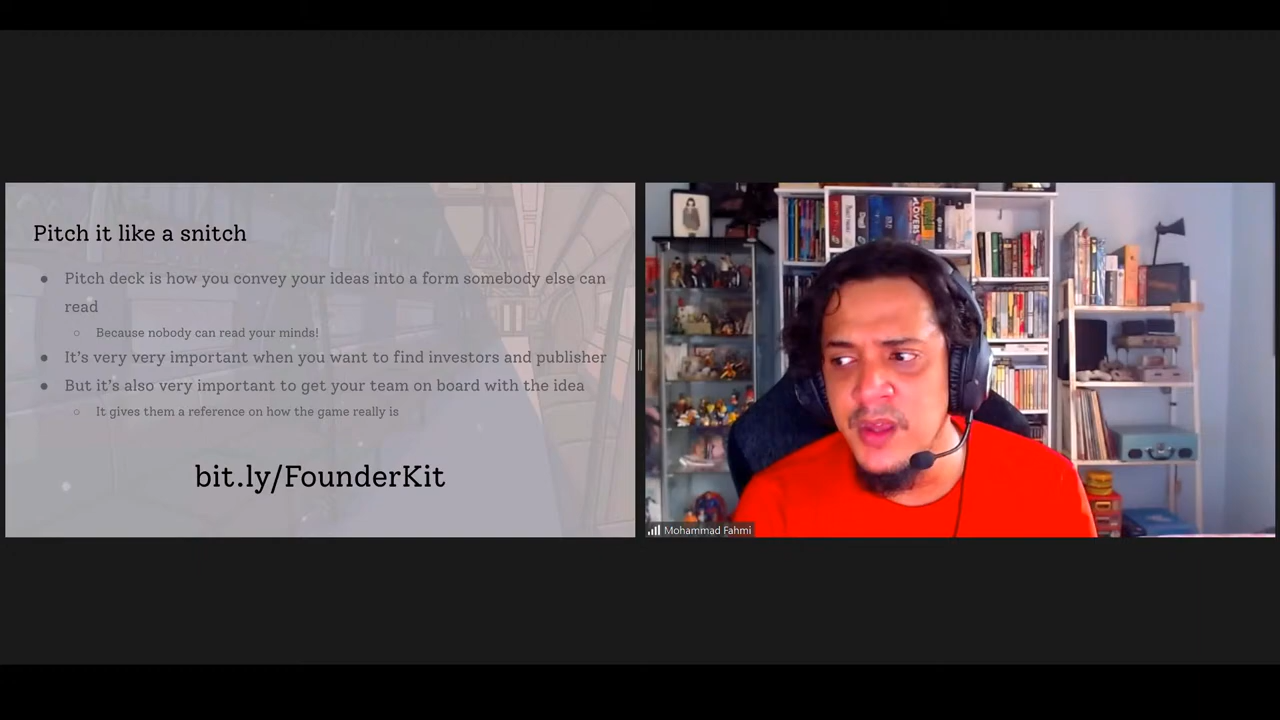 Pitch it like a snitch
● Pitch deck is how you convey your ideas into a form somebody else can
read
○ Because nobody can read your minds!
● It's very very important when you want to find investors and publisher
● But it's also very important to get your team on board with the idea
○ It gives them a reference on how the game really is
bit.ly/FounderKit
LOVERS
Mohammad Fahmi